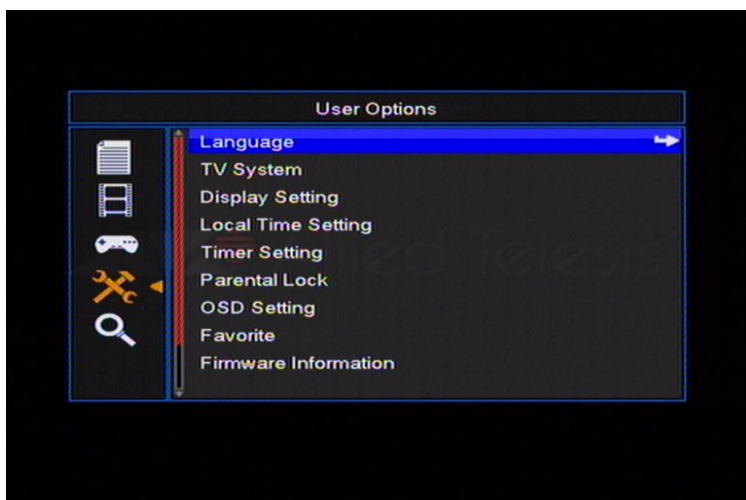 User Options
Language
TV System
Display Setting
Local Time Setting
Timer Setting
Parental Lock
OSD Setting
Favorite
Firmware Information